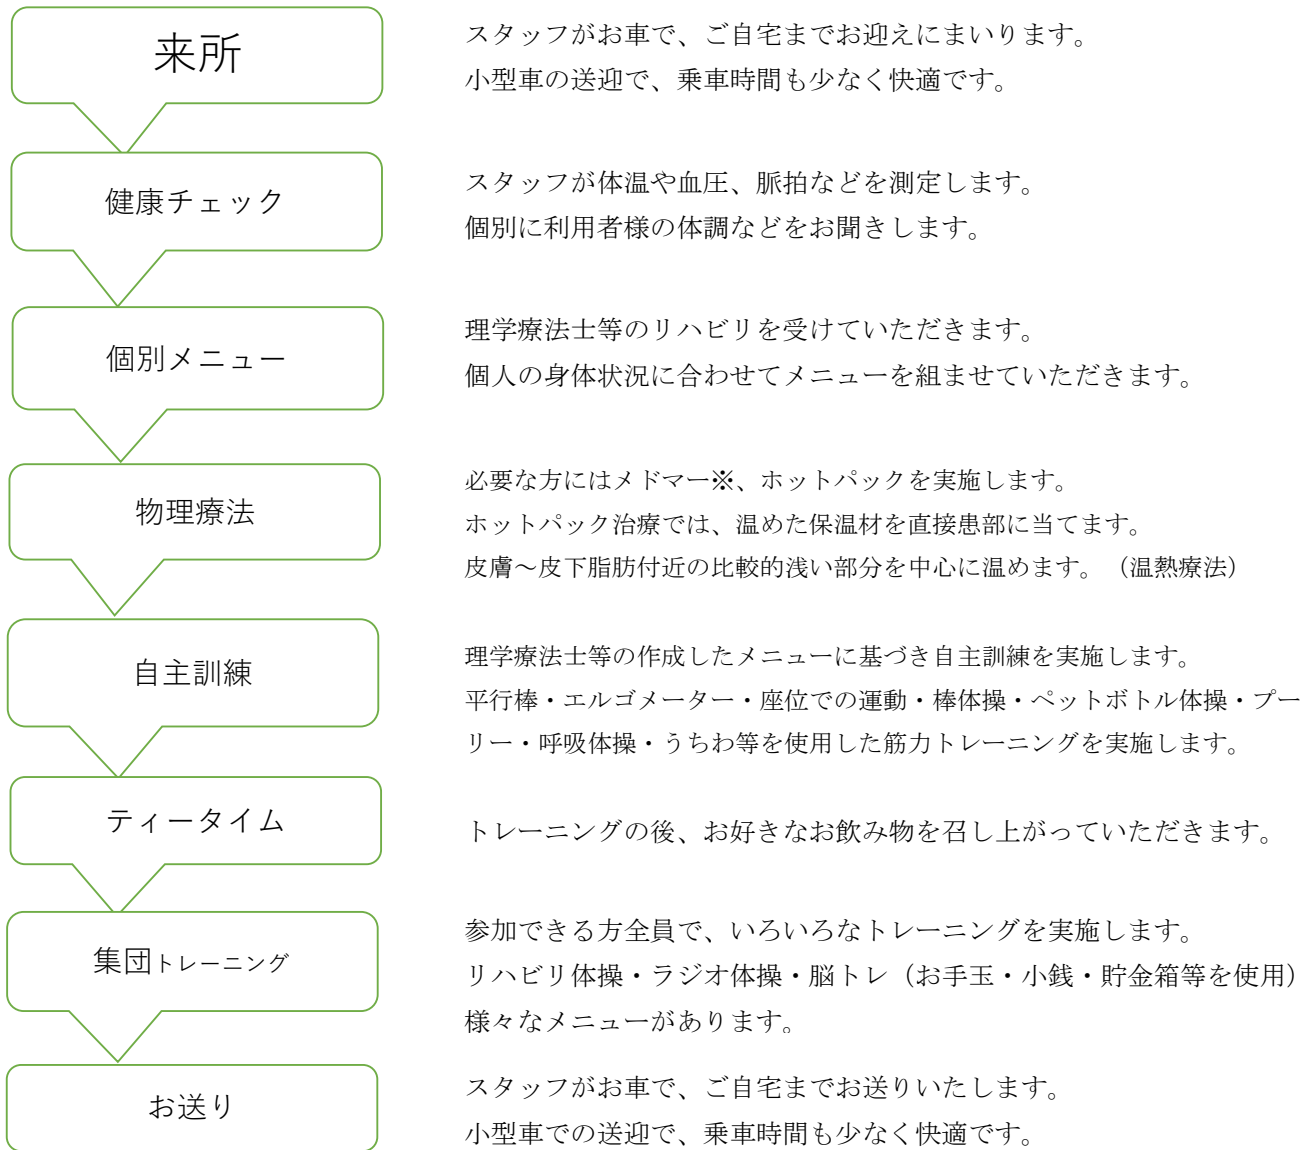 来所
スタッフがお車で、ご自宅までお迎えにまいります。
小型車の送迎で、乗車時間も少なく快適です。
健康チェック
スタッフが体温や血圧、脈拍などを測定します。
個別に利用者様の体調などをお聞きします。
個別メニュー
理学療法士等のリハビリを受けていただきます。
個人の身体状況に合わせてメニューを組ませていただきます。
物理療法
必要な方にはメドマー※、ホットパックを実施します。
ホットパック治療では、温めた保温材を直接患部に当てます。
皮膚～皮下脂肪付近の比較的浅い部分を中心に温めます。（温熱療法）
自主訓練
理学療法士等の作成したメニューに基づき自主訓練を実施します。
平行棒・エルゴメーター・座位での運動・棒体操・ペットボトル体操・プー
リー・呼吸体操・うちわ等を使用した筋力トレーニングを実施します。
ティータイム
トレーニングの後、お好きなお飲み物を召し上がっていただきます。
集団トレーニング
参加できる方全員で、いろいろなトレーニングを実施します。
リハビリ体操・ラジオ体操・脳トレ（お手玉・小銭・貯金箱等を使用）
様々なメニューがあります。
お送り
スタッフがお車で、ご自宅までお送りいたします。
小型車での送迎で、乗車時間も少なく快適です。